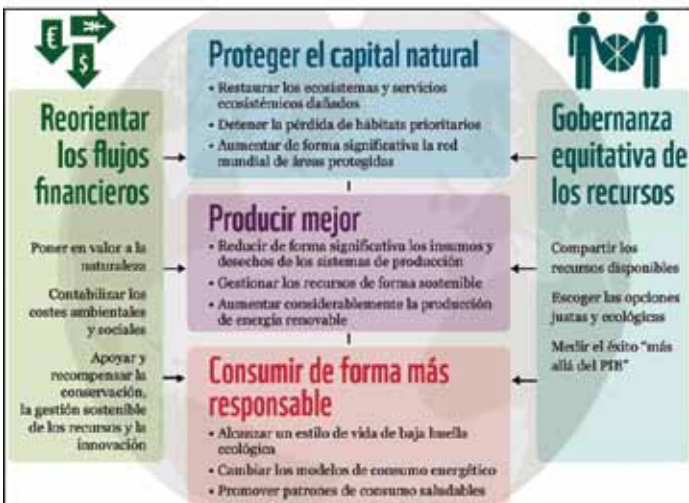 €
$
Reorientar
los flujos
financieros
Poner en valor a la
naturaleza
Contabilizar los
costes ambientales
y sociales
Apoyar y
recompensar la
conservación,
la gestión sostenible
de los recursos y la
innovación
Proteger el capital natural
• Restaurar los ecosistemas y servicios
ecosistémicos dañados
• Detener la pérdida de hábitats prioritarios
• Aumentar de forma significativa la red
mundial de áreas protegidas
Producir mejor
• Reducir de forma significativa los insumos y
desechos de los sistemas de producción
• Gestionar los recursos de forma sostenible
• Aumentar considerablemente la producción
de energía renovable
Consumir de forma más
responsable
• Alcanzar un estilo de vida de baja huella
ecológica
• Cambiar los modelos de consumo energético
• Promover patrones de consumo saludables
Gobernanza
equitativa de
los recursos
Compartir los
recursos disponibles
Escoger las opciones
justas y ecológicas
Medir el éxito "más
allá del PIB"